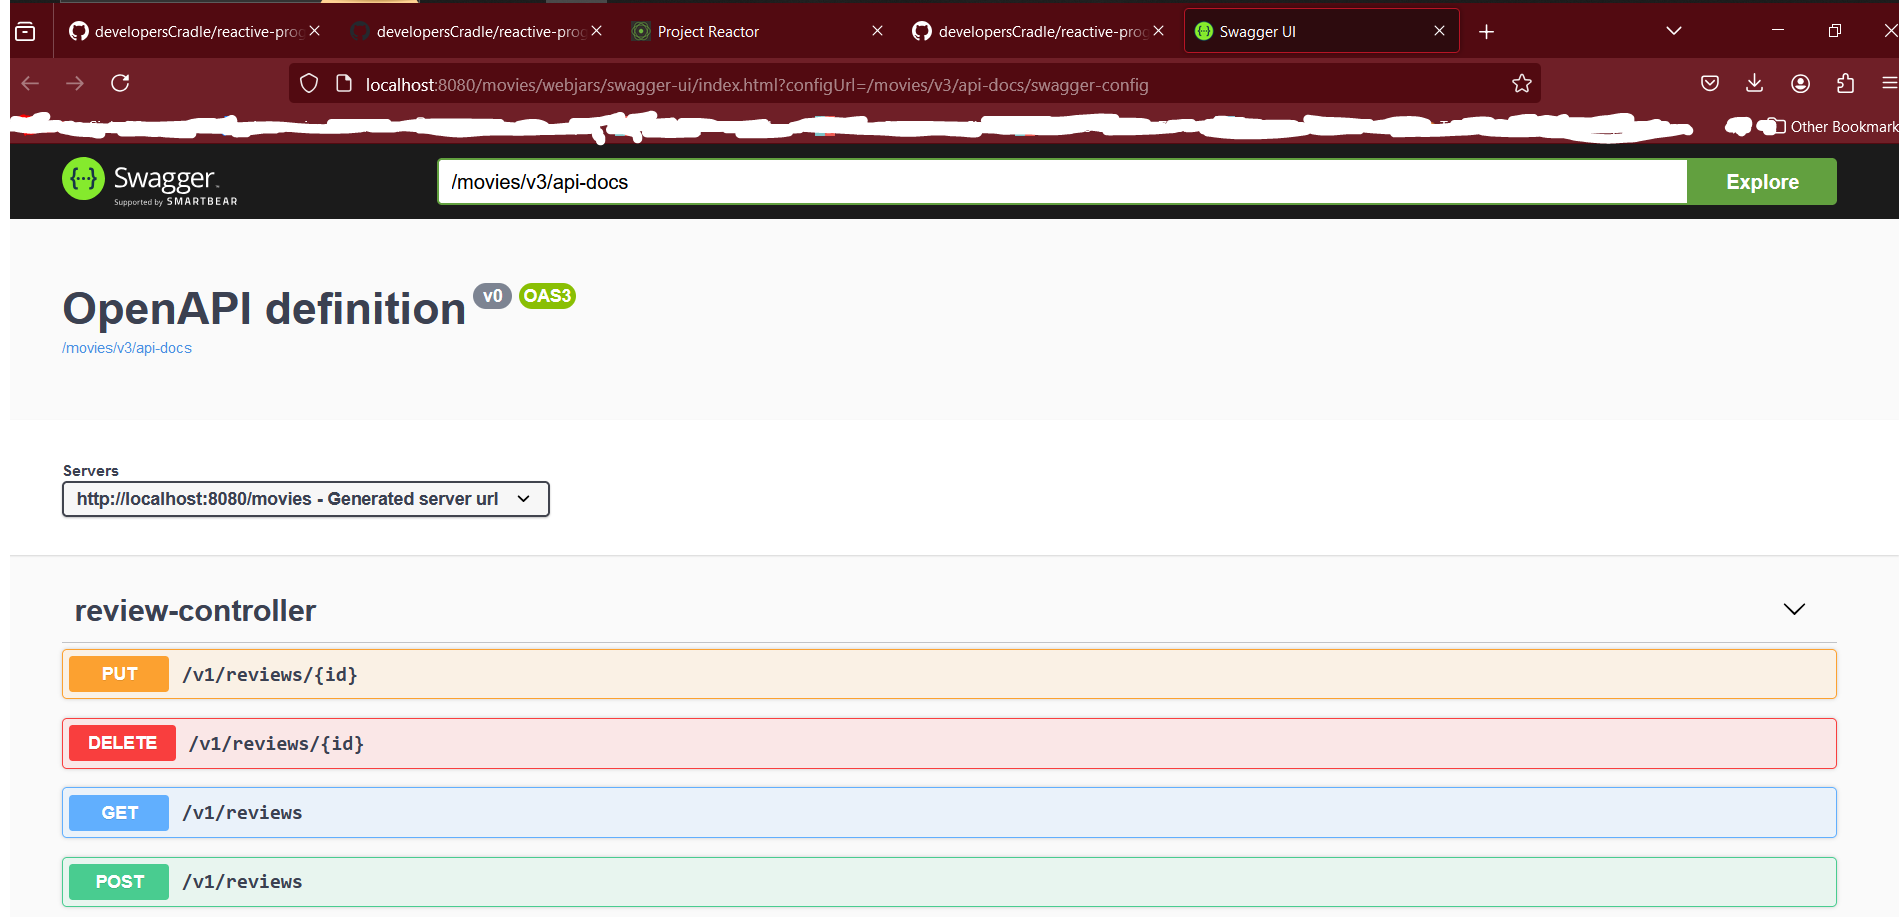 developersCradle/reactive-prog
developersCradle/reactive-prog
Project Reactor
developersCradle/reactive-prog
Swagger UI
localhost:8080/movies/webjars/swagger-ui/index.html?configUrl=/movies/v3/api-docs/swagger-config
Other Bookmark
Swagger
Supported by SMARTBEAR
/movies/v3/api-docs
Explore
OpenAPI definition v0 OAS3
/movies/v3/api-docs
Servers
http://localhost:8080/movies - Generated server url
review-controller
PUT /v1/reviews/{id}
DELETE /v1/reviews/{id}
GET /v1/reviews
POST /v1/reviews